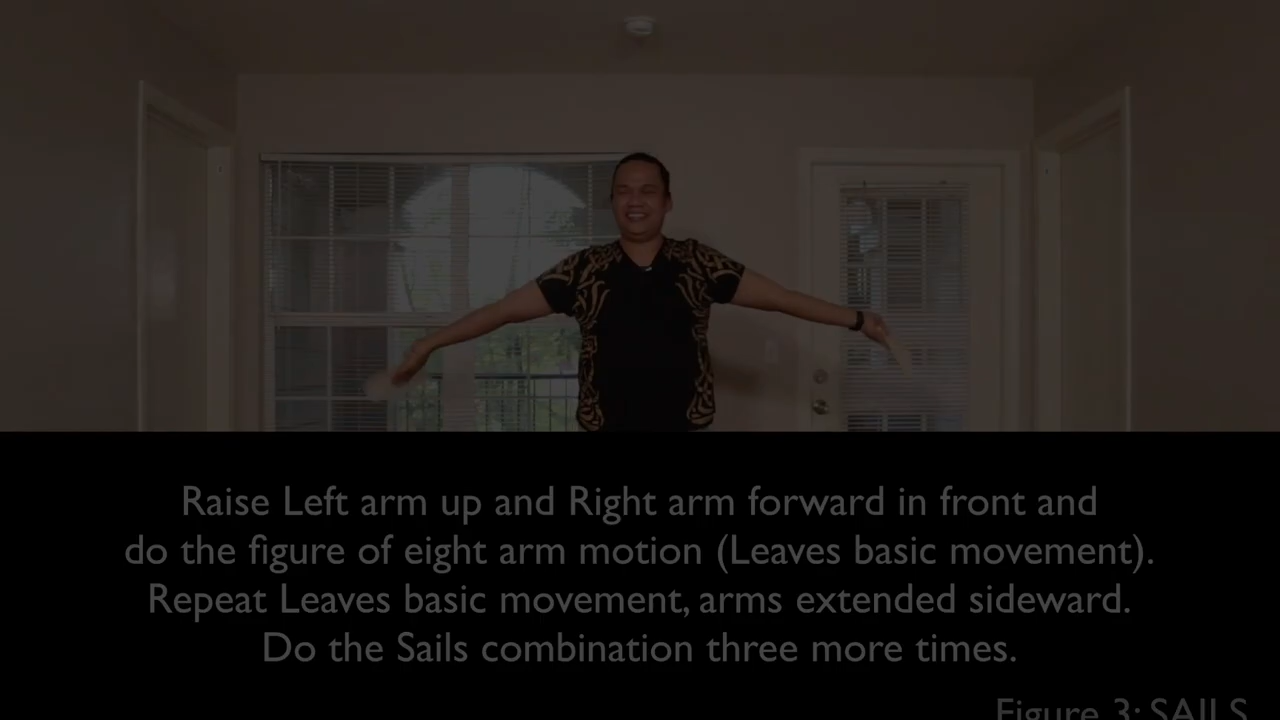 Raise Left arm up and Right arm forward in front and
do the figure of eight arm motion (Leaves basic movement).
Repeat Leaves basic movement, arms extended sideward.
Do the Sails combination three more times.
Figure 3: SAILS